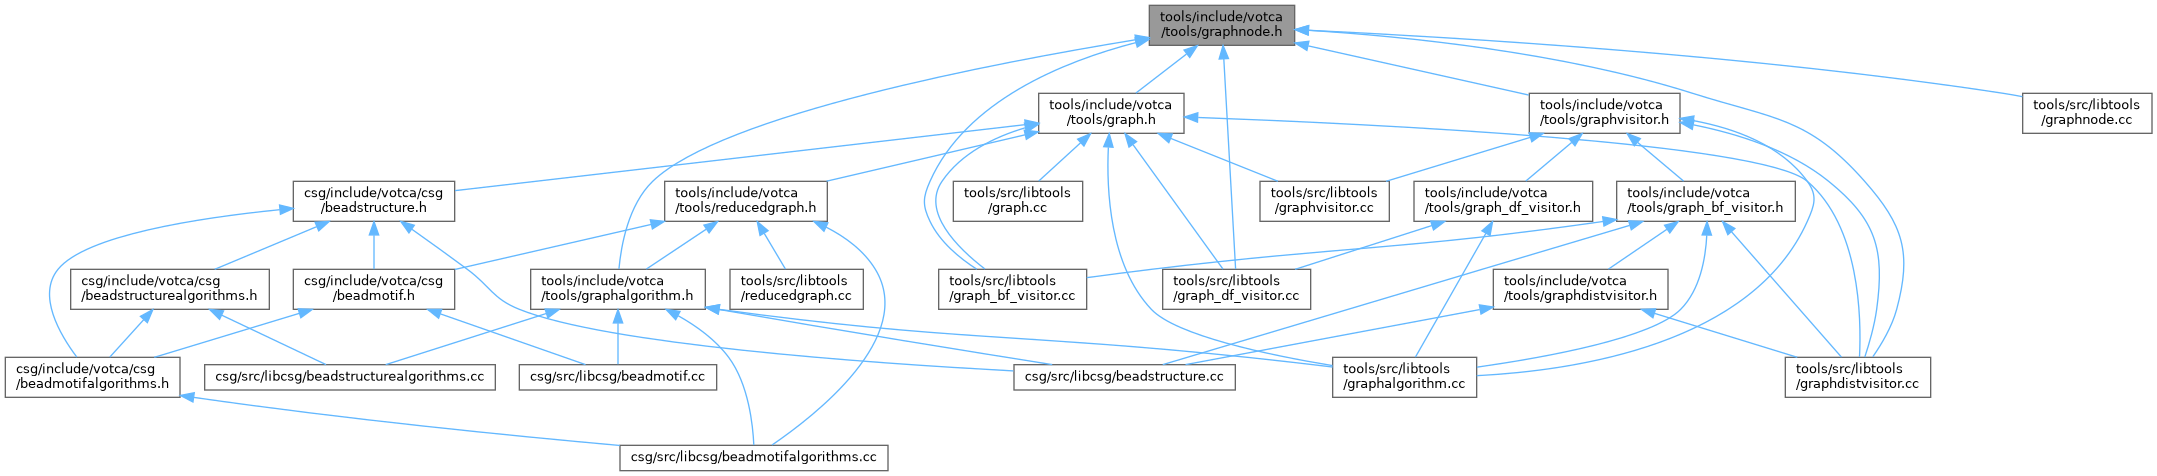 tools/include/votca
/tools/graphnode.h
tools/include/votca
/tools/graph.h
tools/include/votca
/tools/graphvisitor.h
tools/src/libtools
/graphnode.cc
csg/include/votca/csg
/beadstructure.h
tools/include/votca
/tools/reducedgraph.h
tools/src/libtools
/graph.cc
tools/src/libtools
/graphvisitor.cc
tools/include/votca
/tools/graph_df_visitor.h
tools/include/votca
/tools/graph_bf_visitor.h
csg/include/votca/csg
/beadstructurealgorithms.h
csg/include/votca/csg
/beadmotif.h
tools/include/votca
/tools/graphalgorithm.h
tools/src/libtools
/reducedgraph.cc
tools/src/libtools
/graph_bf_visitor.cc
tools/src/libtools
/graph_df_visitor.cc
tools/include/votca
/tools/graphdistvisitor.h
csg/include/votca/csg
/beadmotifalgorithms.h
csg/src/libcsg/beadstructurealgorithms.cc
csg/src/libcsg/beadmotif.cc
csg/src/libcsg/beadstructure.cc
tools/src/libtools
/graphalgorithm.cc
tools/src/libtools
/graphdistvisitor.cc
csg/src/libcsg/beadmotifalgorithms.cc